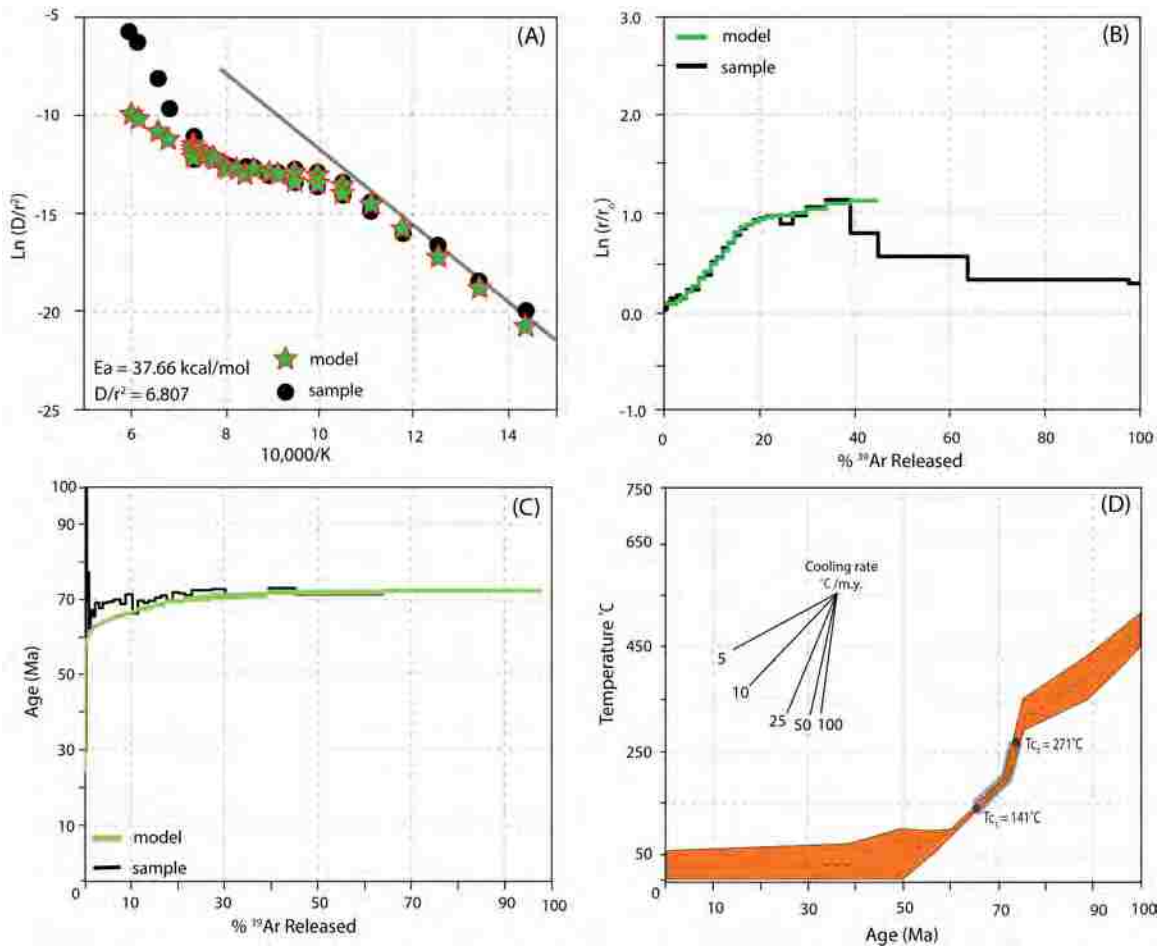 (A)
-5
-10
-15
-20
-25
Ln (D/r²)
Ea = 37.66 kcal/mol
D/r² = 6.807
model
sample
6 8 10 12 14
10,000/K
(B)
3.0
2.0
1.0
0.0
-1.0
Ln (r/rₒ)
model
sample
0 20 40 60 80 100
% ³⁹Ar Released
(C)
100
90
70
50
30
10
0
Age (Ma)
model
sample
10 30 50 70 90 100
% ³⁹Ar Released
(D)
750
650
450
250
50
0
Temperature °C
Cooling rate
°C /m.y.
5
10
25 50 100
Tc₂ = 271°C
Tc₁ = 141°C
10 30 50 70 90 100
Age (Ma)